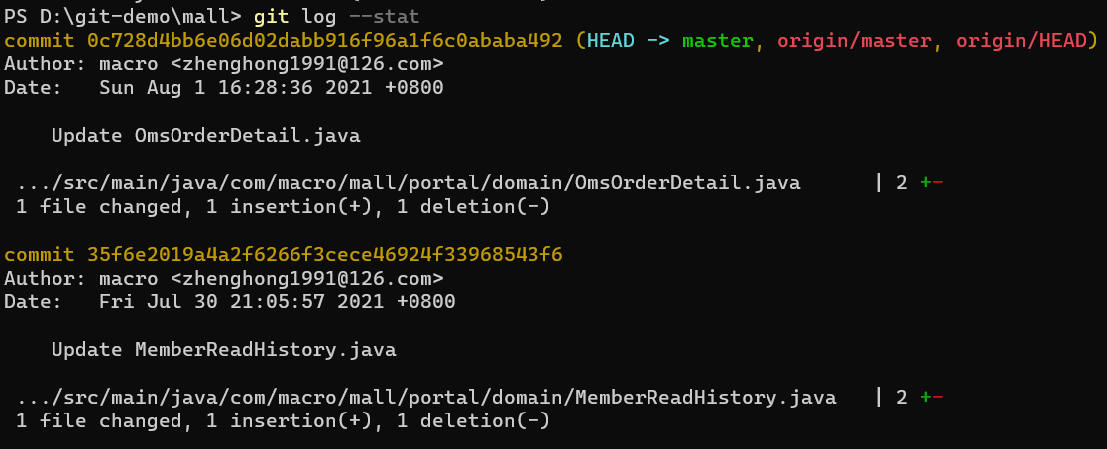 PS D:\git-demo\mall> git log --stat
commit 0c728d4bb6e06d02dabb916f96a1f6c0ababa492 (HEAD -> master, origin/master, origin/HEAD)
Author: macro <zhenghong1991@126.com>
Date:   Sun Aug 1 16:28:36 2021 +0800
    Update OmsOrderDetail.java
 .../src/main/java/com/macro/mall/portal/domain/OmsOrderDetail.java      | 2 +-
 1 file changed, 1 insertion(+), 1 deletion(-)
commit 35f6e2019a4a2f6266f3cece46924f33968543f6
Author: macro <zhenghong1991@126.com>
Date:   Fri Jul 30 21:05:57 2021 +0800
    Update MemberReadHistory.java
 .../src/main/java/com/macro/mall/portal/domain/MemberReadHistory.java   | 2 +-
 1 file changed, 1 insertion(+), 1 deletion(-)